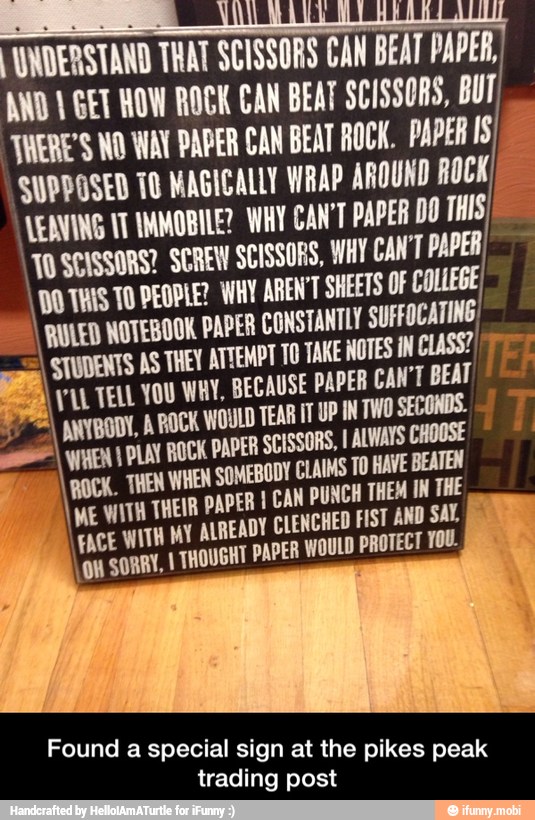 YOU MAKE MY HEART SING
I UNDERSTAND THAT SCISSORS CAN BEAT PAPER,
AND I GET HOW ROCK CAN BEAT SCISSORS, BUT
THERE'S NO WAY PAPER CAN BEAT ROCK. PAPER IS
SUPPOSED TO MAGICALLY WRAP AROUND ROCK
LEAVING IT IMMOBILE? WHY CAN'T PAPER DO THIS
TO SCISSORS? SCREW SCISSORS, WHY CAN'T PAPER
DO THIS TO PEOPLE? WHY AREN'T SHEETS OF COLLEGE
RULED NOTEBOOK PAPER CONSTANTLY SUFFOCATING
STUDENTS AS THEY ATTEMPT TO TAKE NOTES IN CLASS?
I'LL TELL YOU WHY, BECAUSE PAPER CAN'T BEAT
ANYBODY, A ROCK WOULD TEAR IT UP IN TWO SECONDS.
WHEN I PLAY ROCK PAPER SCISSORS, I ALWAYS CHOOSE
ROCK. THEN WHEN SOMEBODY CLAIMS TO HAVE BEATEN
ME WITH THEIR PAPER I CAN PUNCH THEM IN THE
FACE WITH MY ALREADY CLENCHED FIST AND SAY,
OH SORRY, I THOUGHT PAPER WOULD PROTECT YOU.
Found a special sign at the pikes peak
trading post
Handcrafted by HelloIAmATurtle for iFunny :)
ifunny.mobi